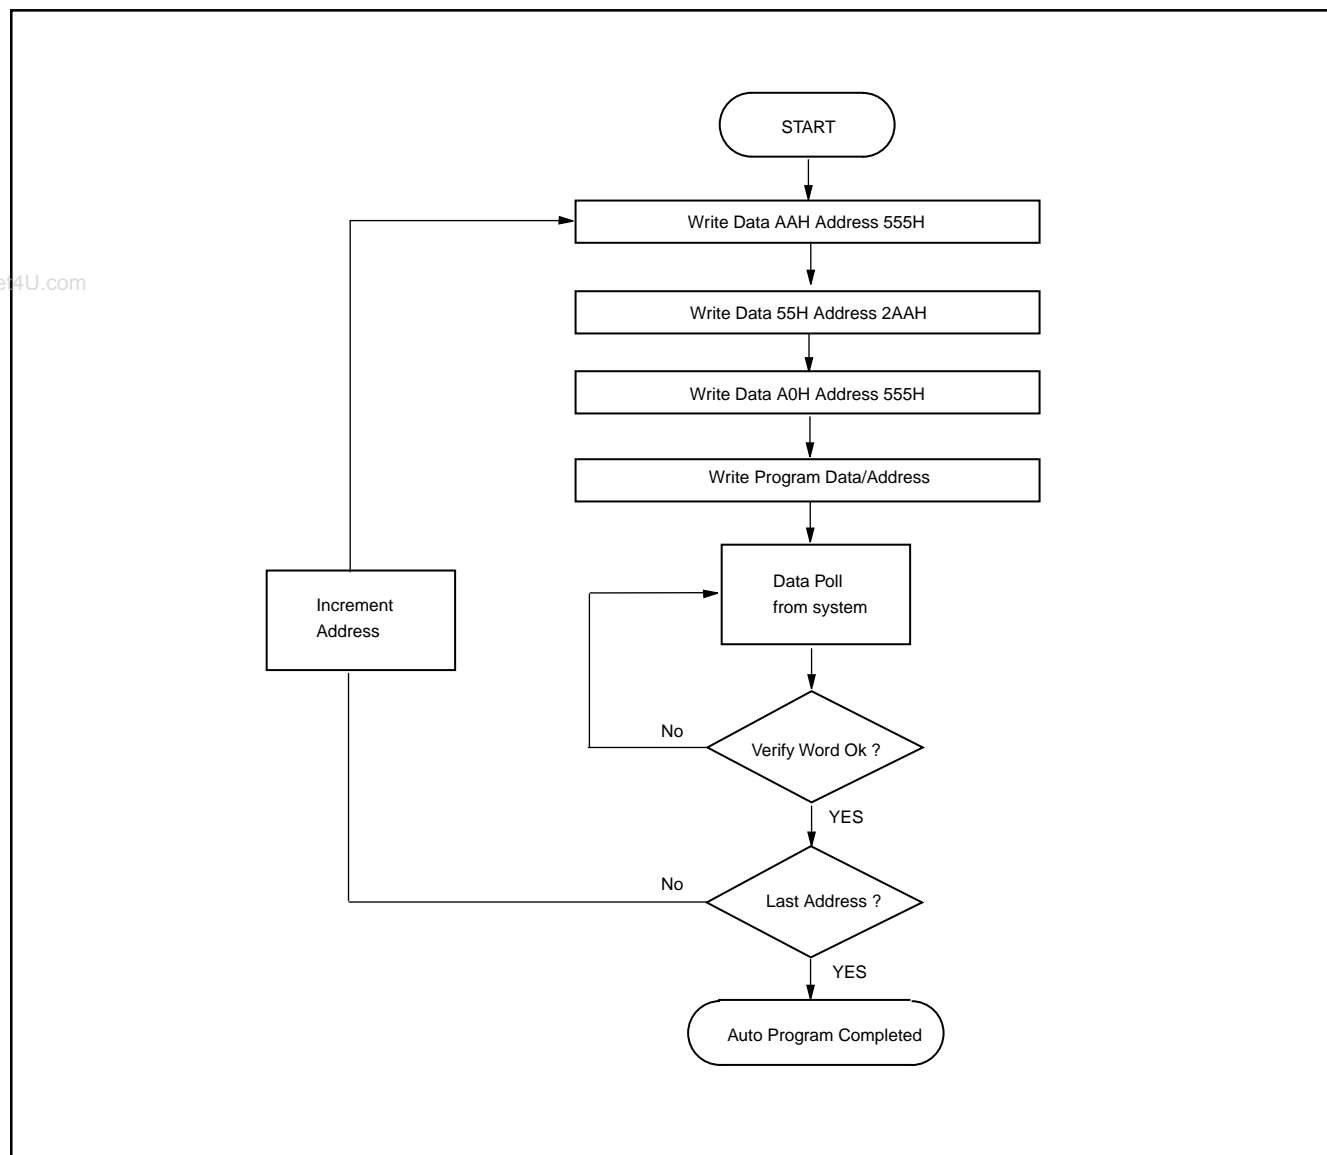 START
Write Data AAH Address 555H
et4U.com
Write Data 55H Address 2AAH
Write Data A0H Address 555H
Write Program Data/Address
Data Poll
from system
Increment
Address
No
Verify Word Ok ?
YES
No
Last Address ?
YES
Auto Program Completed